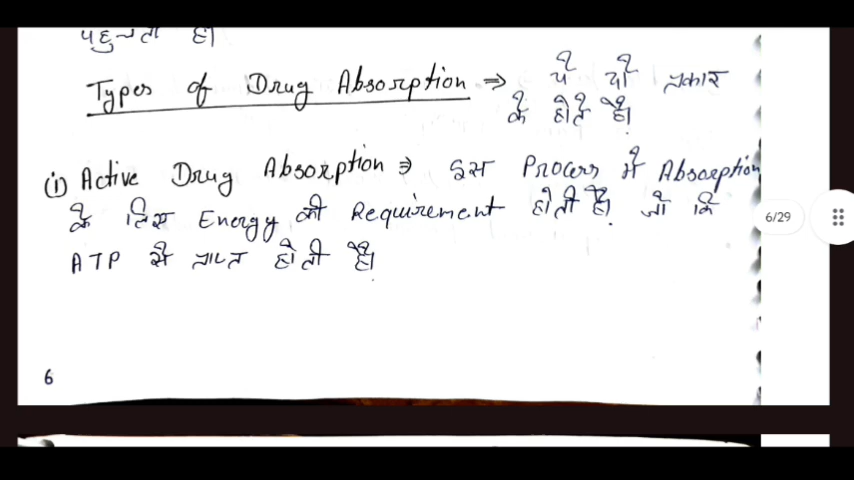 पहुचती है।
Types of Drug Absorption ⇒ ये दो प्रकार
के होते है।
(i) Active Drug Absorption ⇒ इस Process में Absorption
के लिए Energy की Requirement होती है। जो कि
ATP से प्राप्त होती है।
6/29
6